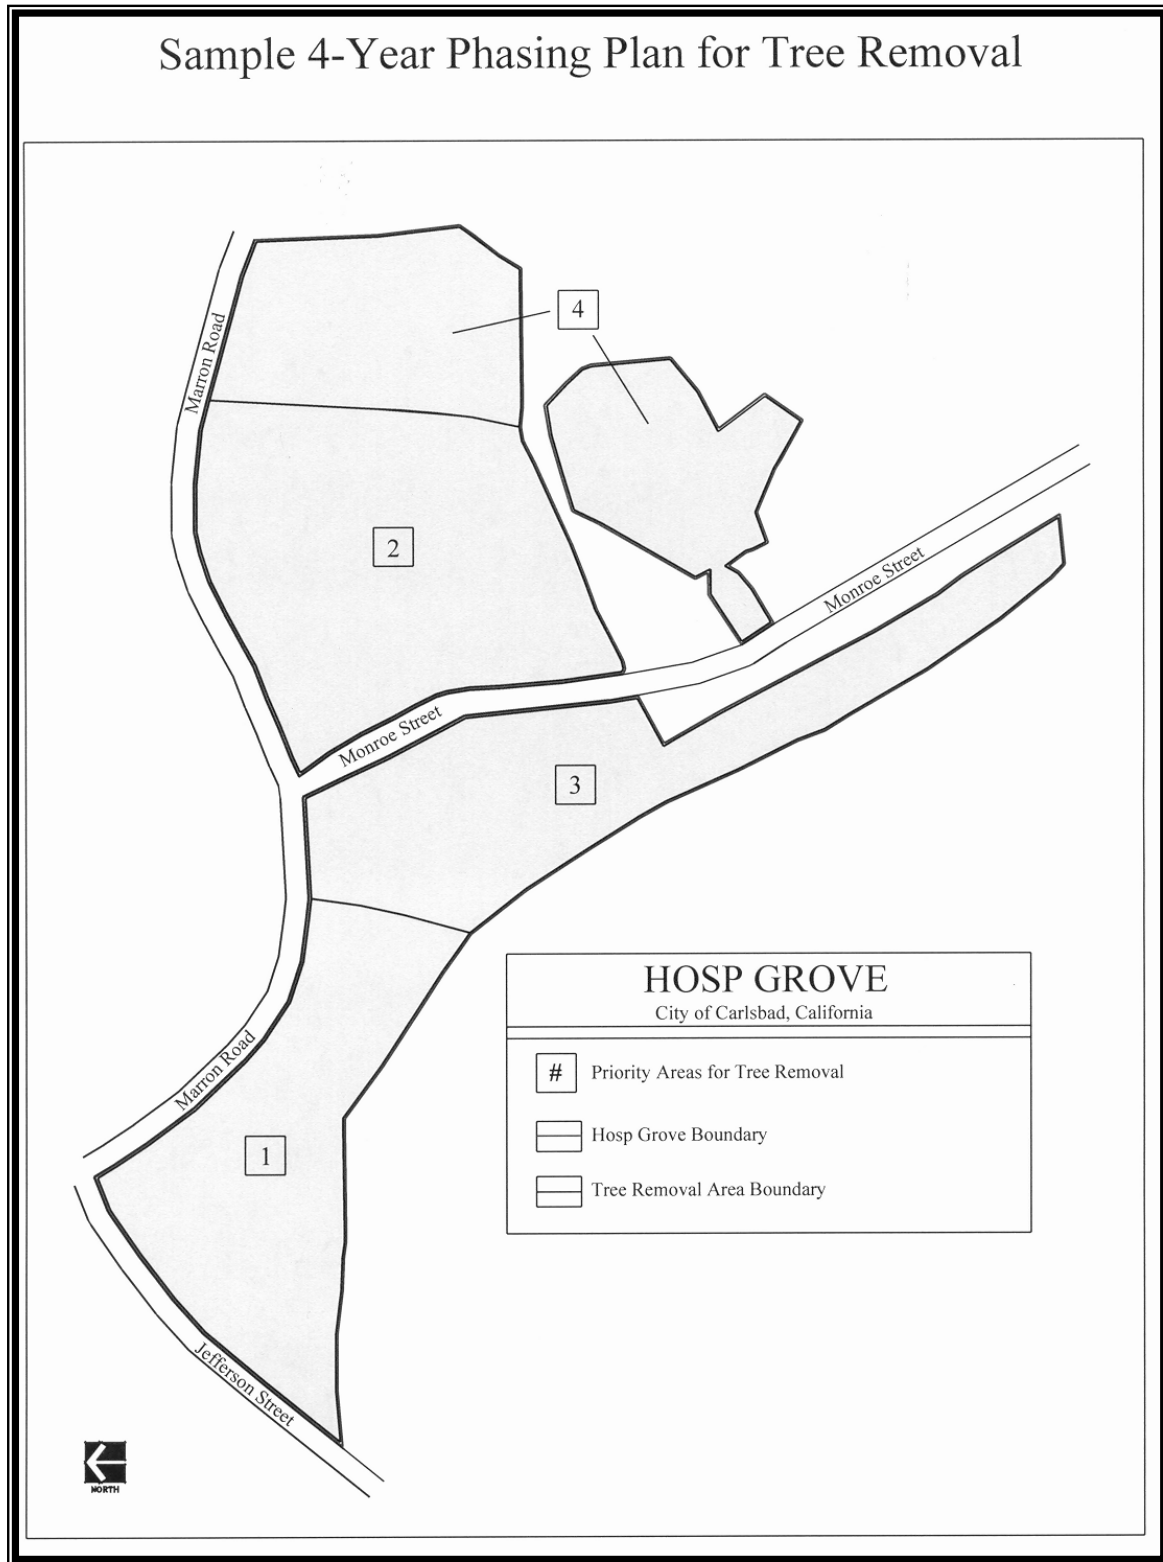 Sample 4-Year Phasing Plan for Tree Removal
4
Marron Road
2
Monroe Street
Monroe Street
3
Marron Road
1
Jefferson Street
HOSP GROVE
City of Carlsbad, California
# Priority Areas for Tree Removal
Hosp Grove Boundary
Tree Removal Area Boundary
NORTH